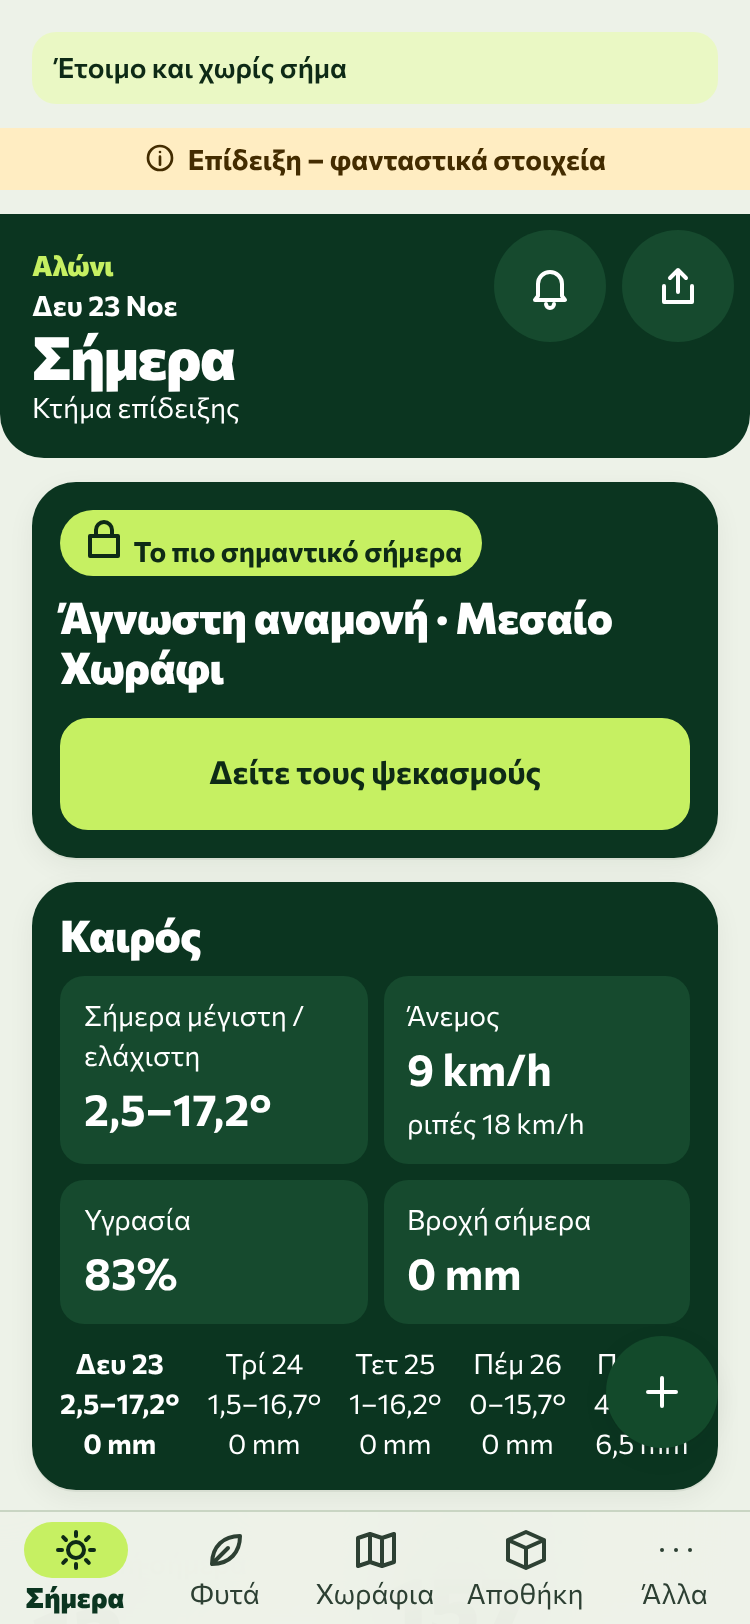 Έτοιμο και χωρίς σήμα
Επίδειξη – φανταστικά στοιχεία
Αλώνι
Δευ 23 Νοε
Σήμερα
Κτήμα επίδειξης
Το πιο σημαντικό σήμερα
Άγνωστη αναμονή · Μεσαίο
Χωράφι
Δείτε τους ψεκασμούς
Καιρός
Σήμερα μέγιστη /
ελάχιστη
2,5–17,2°
Άνεμος
9 km/h
ριπές 18 km/h
Υγρασία
83%
Βροχή σήμερα
0 mm
Δευ 23 Τρί 24 Τετ 25 Πέμ 26
2,5–17,2° 1,5–16,7° 1–16,2° 0–15,7°
0 mm 0 mm 0 mm 0 mm 6,5 mm
Σήμερα Φυτά Χωράφια Αποθήκη Άλλα